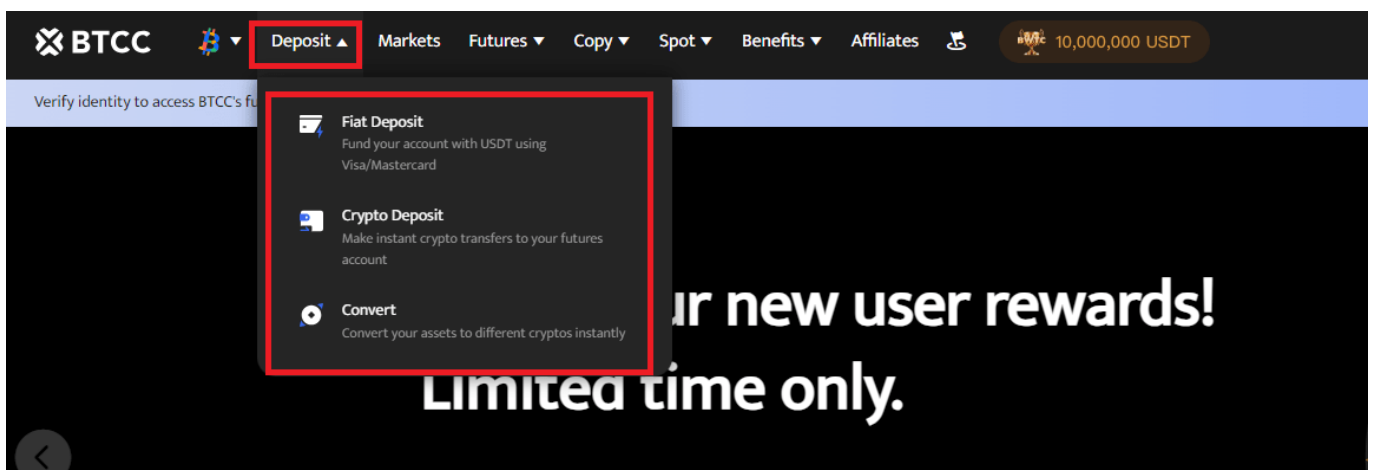 BTCC
Deposit ▲ Markets Futures ▼ Copy ▼ Spot ▼ Benefits ▼ Affiliates 10,000,000 USDT
Verify identity to access BTCC's
Fiat Deposit
Fund your account with USDT using
Visa/Mastercard
Crypto Deposit
Make instant crypto transfers to your futures
account
Convert
Convert your assets to different cryptos instantly
new user rewards!
Limited time only.